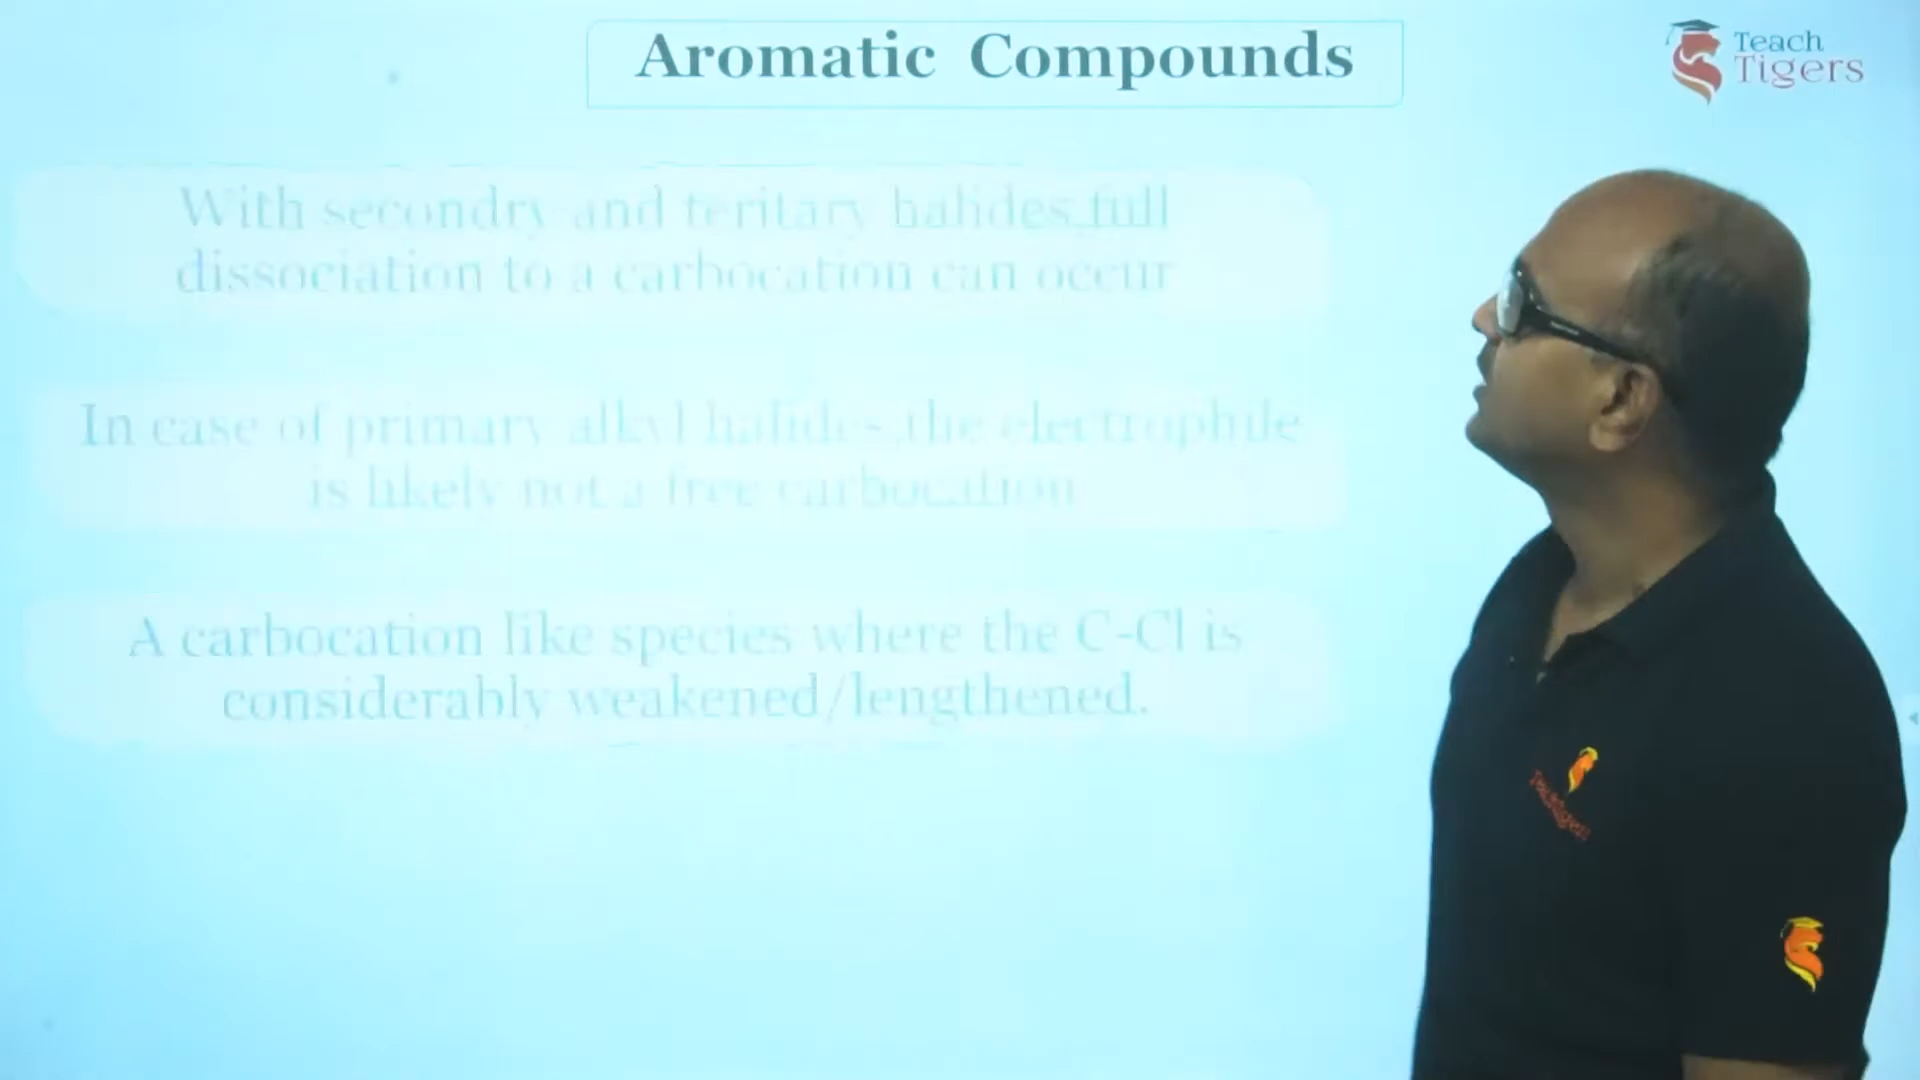 Aromatic Compounds
Teach
Tigers
With secondry and teritary halides,full
dissociation to a carbocation can occur
In case of primary alkyl halides,the electrophile
is likely not a free carbocation
A carbocation like species where the C-Cl is
considerably weakened/lengthened.
TeachTigers